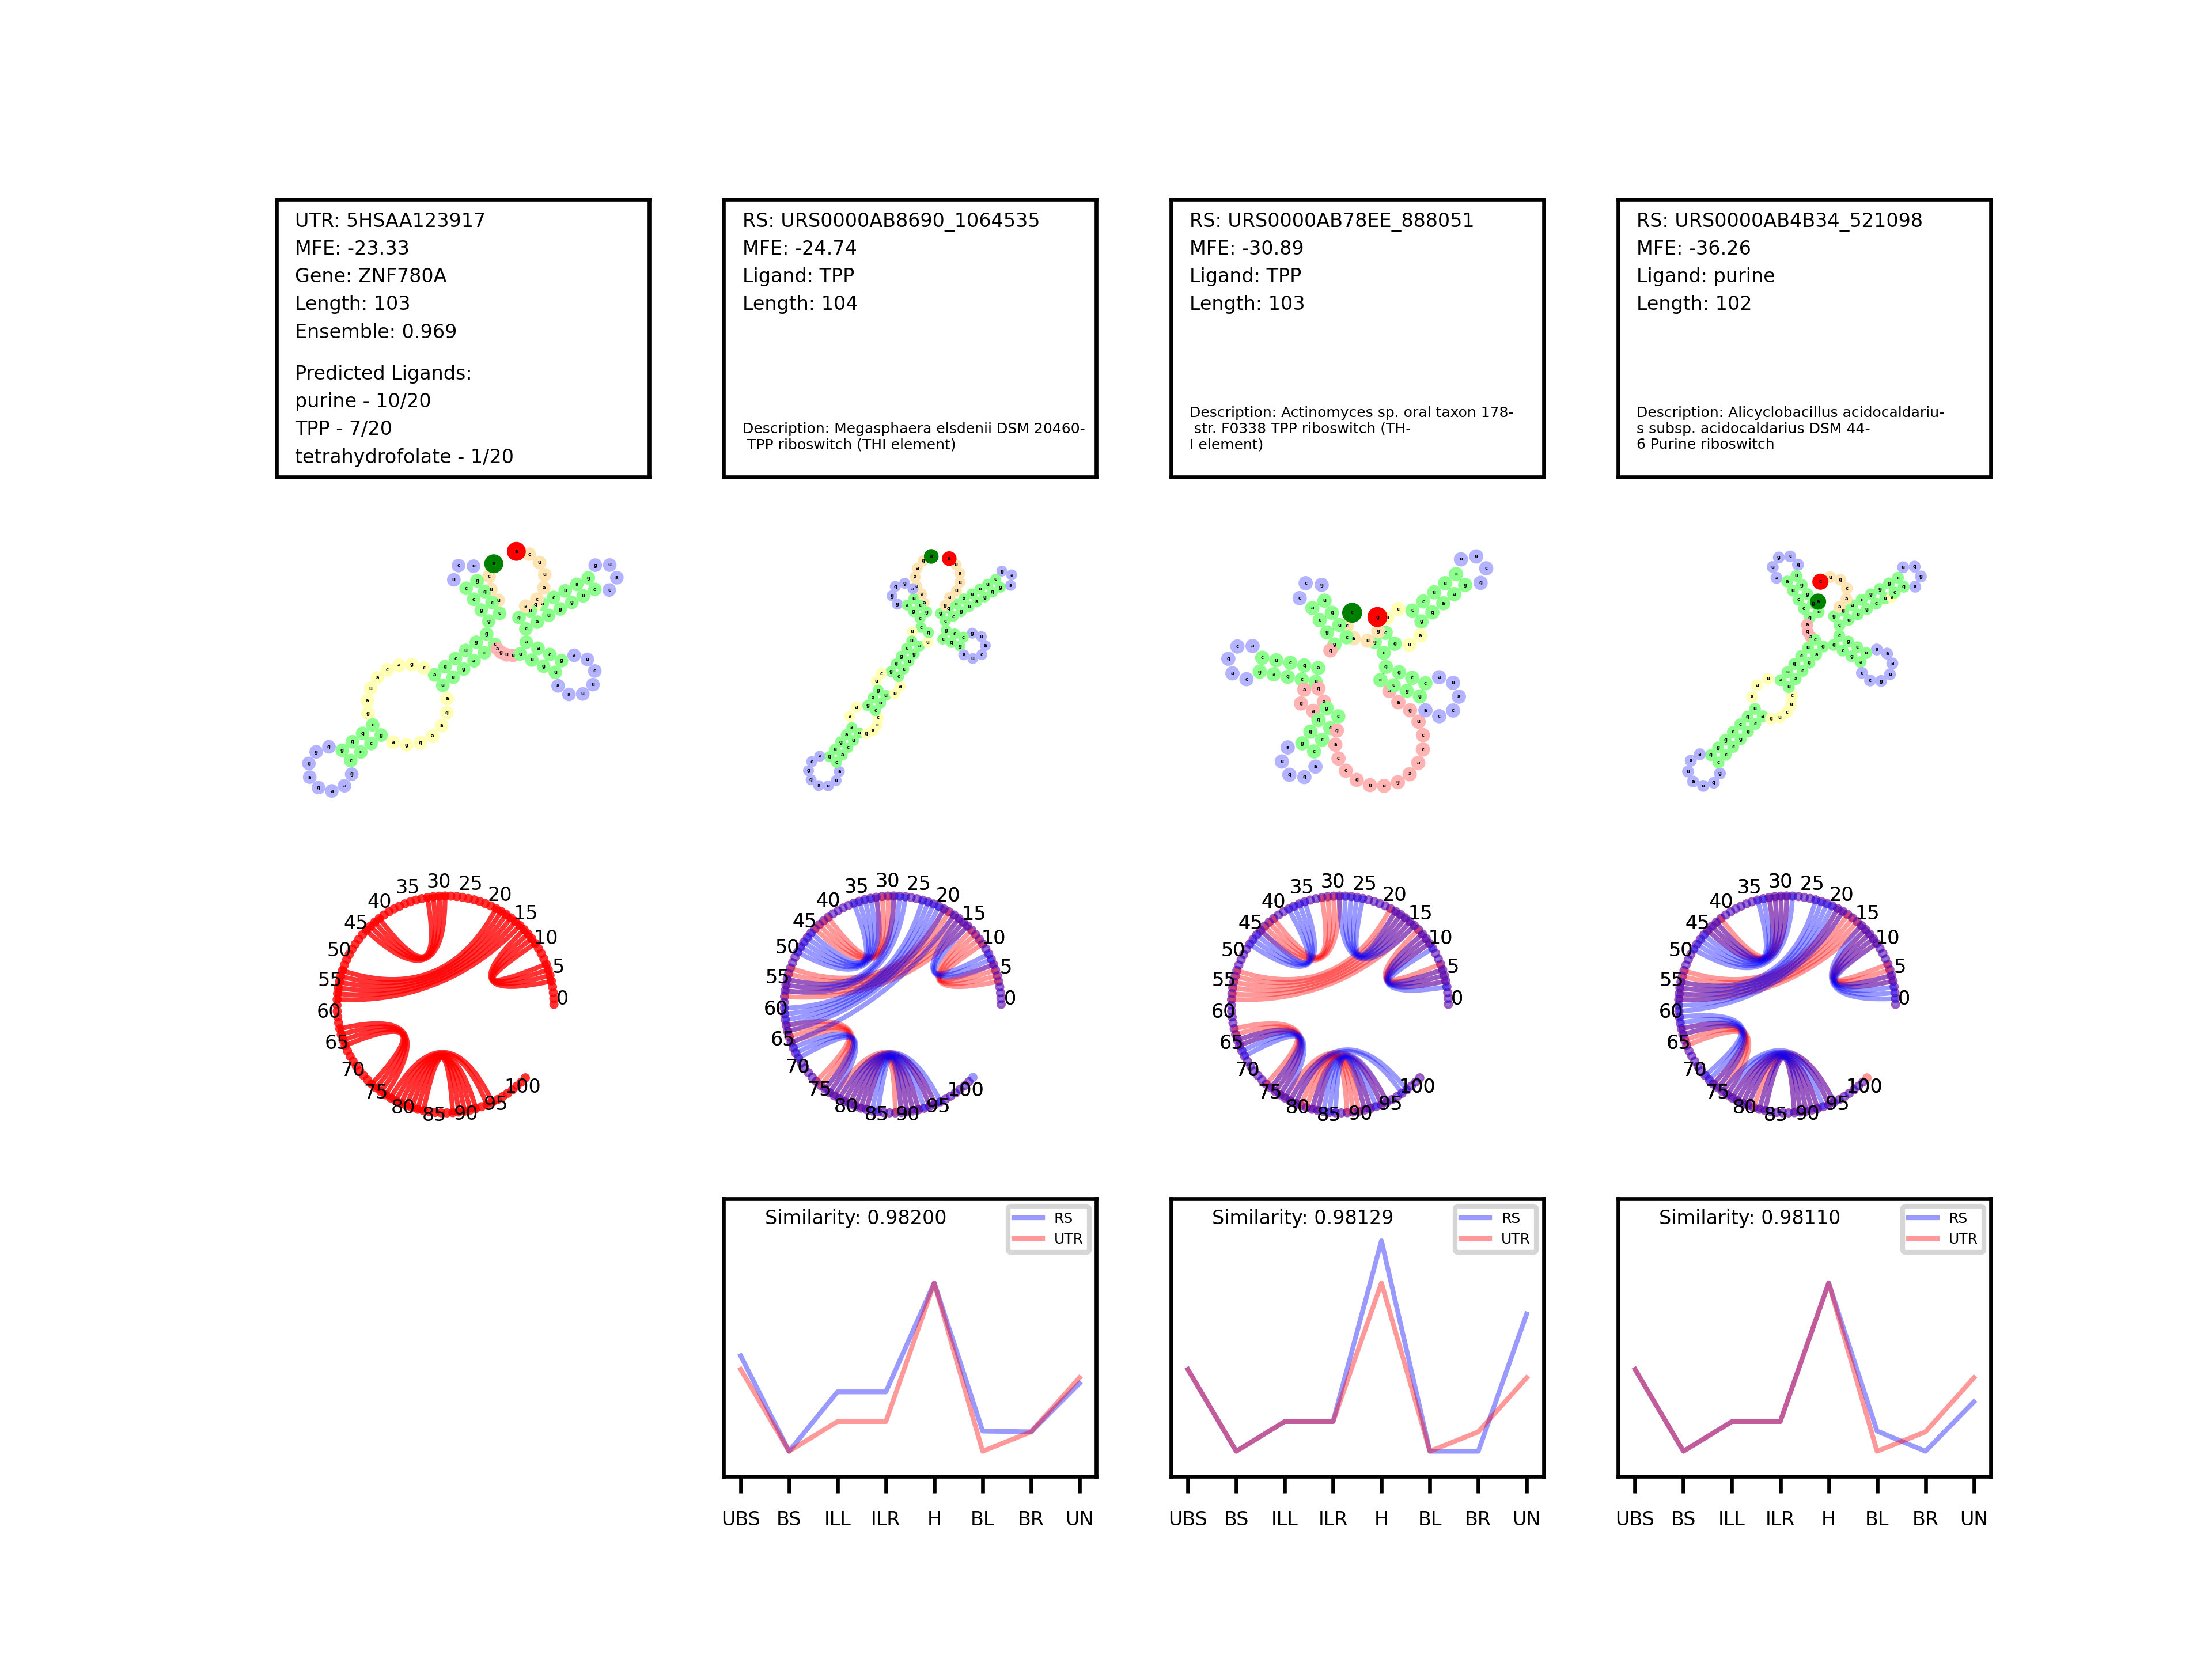 UTR: 5HSAA123917
MFE: -23.33
Gene: ZNF780A
Length: 103
Ensemble: 0.969
Predicted Ligands:
purine - 10/20
TPP - 7/20
tetrahydrofolate - 1/20
RS: URS0000AB8690_1064535
MFE: -24.74
Ligand: TPP
Length: 104
Description: Megasphaera elsdenii DSM 20460-
TPP riboswitch (THI element)
RS: URS0000AB78EE_888051
MFE: -30.89
Ligand: TPP
Length: 103
Description: Actinomyces sp. oral taxon 178-
str. F0338 TPP riboswitch (TH-
I element)
RS: URS0000AB4B34_521098
MFE: -36.26
Ligand: purine
Length: 102
Description: Alicyclobacillus acidocaldariu-
s subsp. acidocaldarius DSM 44-
6 Purine riboswitch
0 5 10 15 20 25 30 35 40 45 50 55 60 65 70 75 80 85 90 95 100
0 5 10 15 20 25 30 35 40 45 50 55 60 65 70 75 80 85 90 95 100
0 5 10 15 20 25 30 35 40 45 50 55 60 65 70 75 80 85 90 95 100
0 5 10 15 20 25 30 35 40 45 50 55 60 65 70 75 80 85 90 95 100
Similarity: 0.98200
RS
UTR
UBS BS ILL ILR H BL BR UN
Similarity: 0.98129
RS
UTR
UBS BS ILL ILR H BL BR UN
Similarity: 0.98110
RS
UTR
UBS BS ILL ILR H BL BR UN